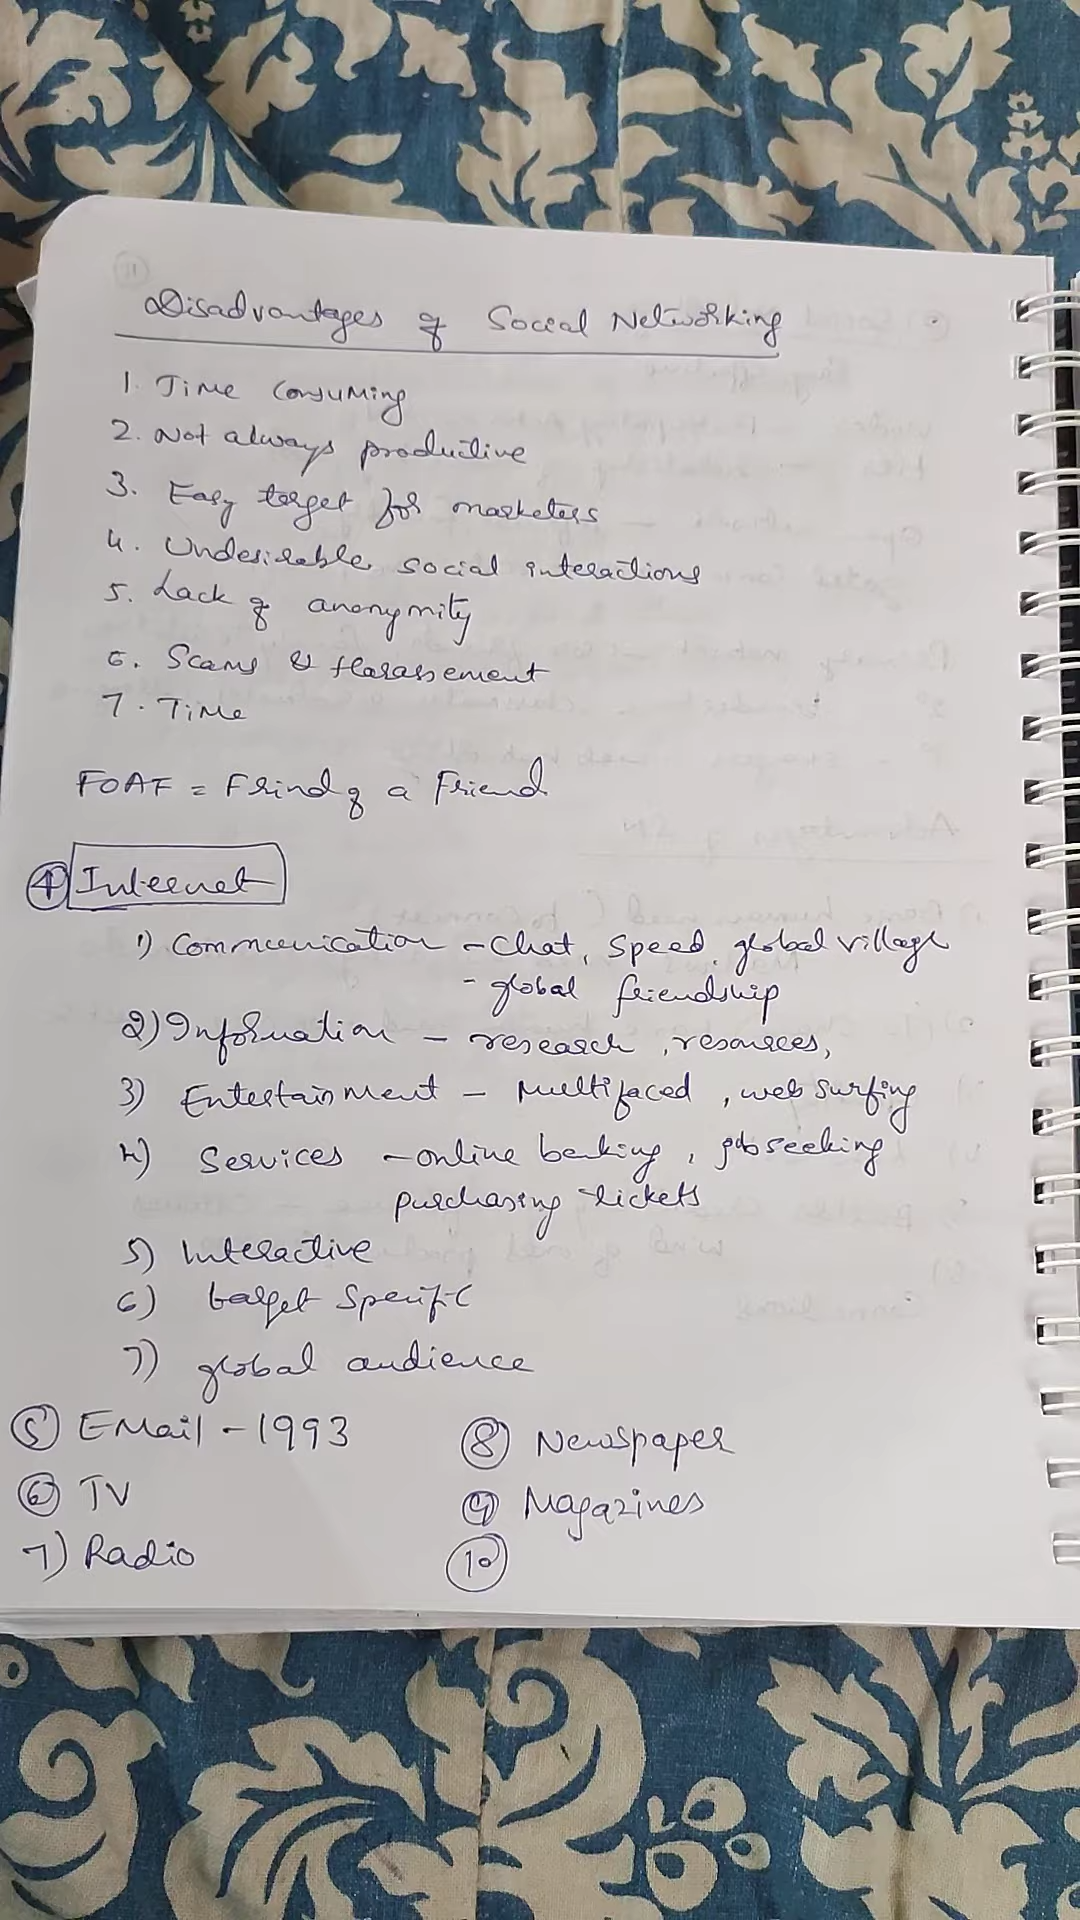 11
Disadvantages of Social Networking
1. Time consuming
2. Not always productive
3. Easy target for marketers
4. Undesirable social interactions
5. Lack of anonymity
6. Scams & Harassement
7. Time
FOAF = Frind of a Friend
④ Internet
1) Communication - Chat, Speed, global village
- global friendship
2) Information - research, resources,
3) Entertainment - Multifaced, web surfing
4) Services - online banking, job seeking
purchasing tickets
5) Interactive
6) target Specific
7) global audience
⑤ EMail - 1993
⑥ TV
7) Radio
⑧ Newspaper
⑨ Magazines
⑩